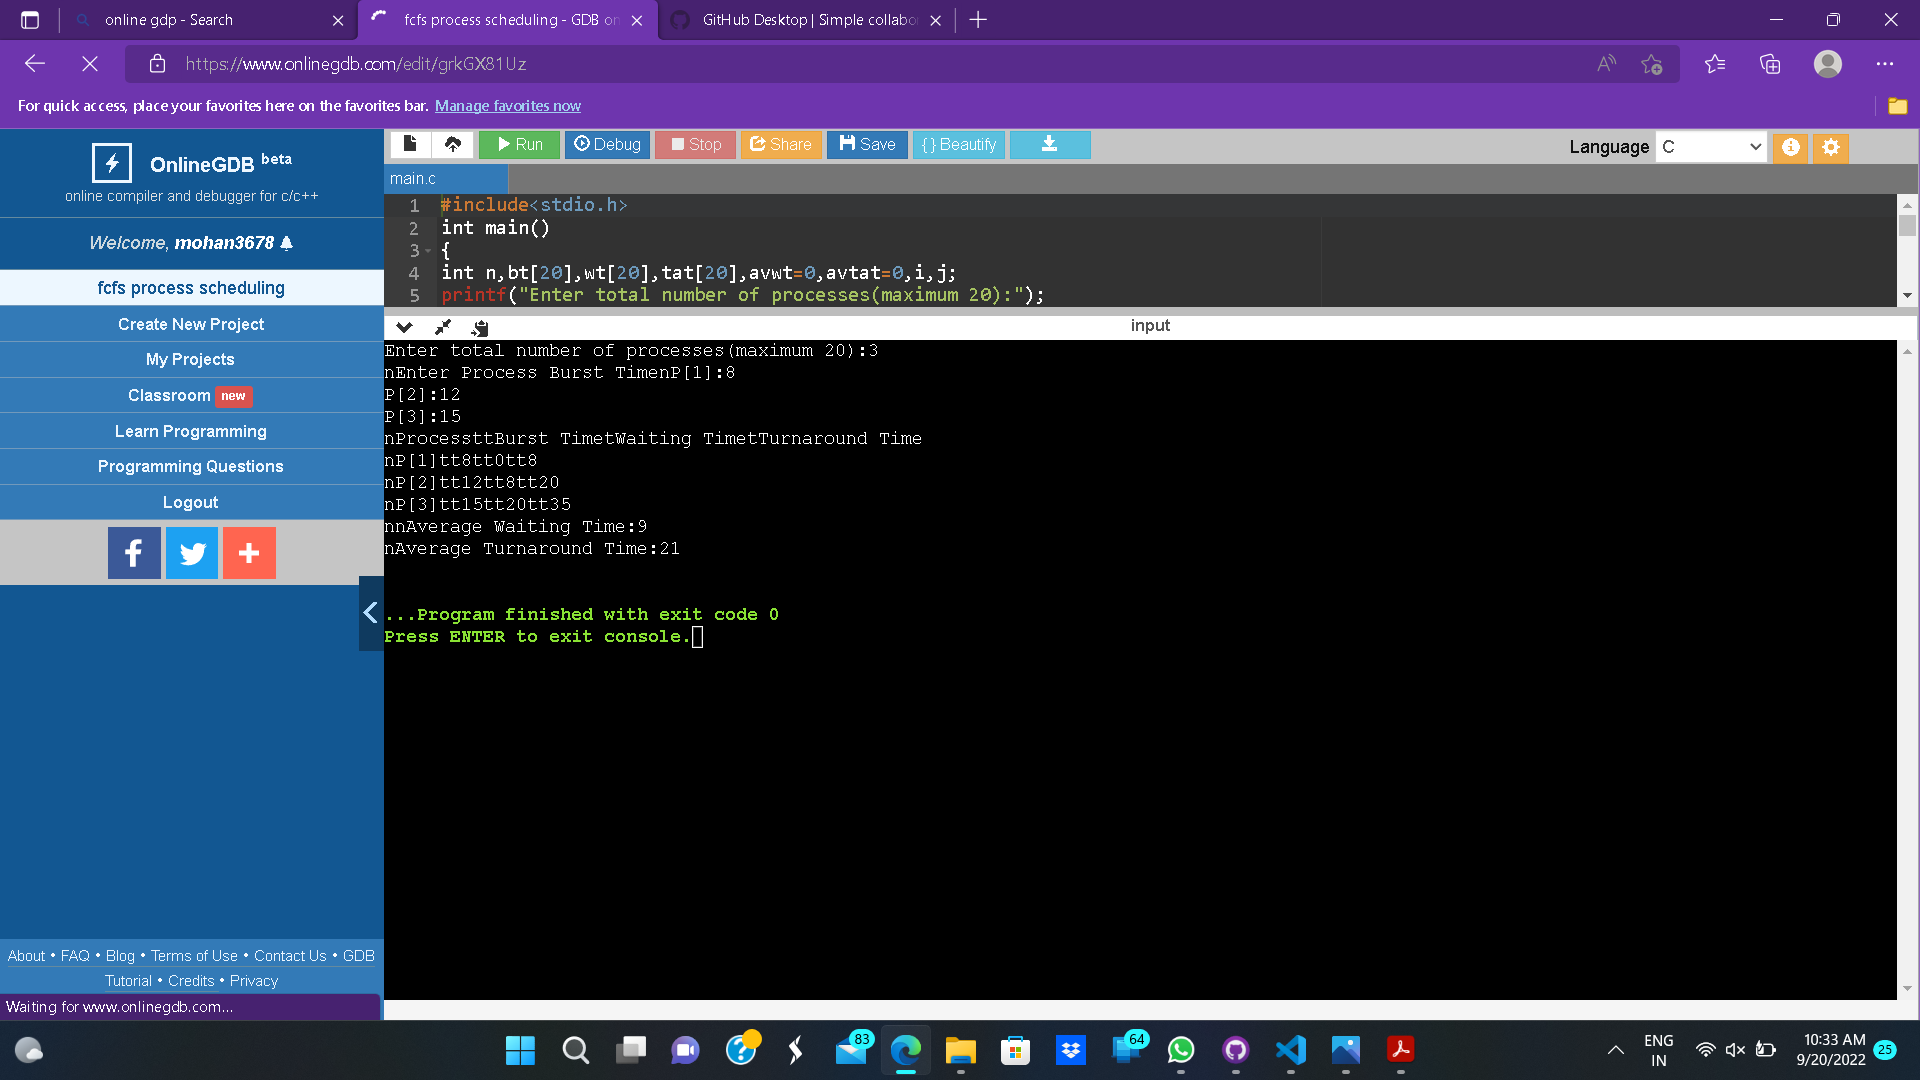 online gdp - Search
fcfs process scheduling - GDB on
GitHub Desktop | Simple collabo
https://www.onlinegdb.com/edit/grkGX81Uz
For quick access, place your favorites here on the favorites bar. Manage favorites now
OnlineGDB beta
online compiler and debugger for c/c++
Welcome, mohan3678
fcfs process scheduling
Create New Project
My Projects
Classroom new
Learn Programming
Programming Questions
Logout
About • FAQ • Blog • Terms of Use • Contact Us • GDB
Tutorial • Credits • Privacy
Waiting for www.onlinegdb.com...
Run Debug Stop Share Save {} Beautify
Language C
main.c
1 #include<stdio.h>
2 int main()
3 {
4 int n,bt[20],wt[20],tat[20],avwt=0,avtat=0,i,j;
5 printf("Enter total number of processes(maximum 20):");
input
Enter total number of processes(maximum 20):3
nEnter Process Burst TimenP[1]:8
P[2]:12
P[3]:15
nProcessttBurst TimetWaiting TimetTurnaround Time
nP[1]tt8tt0tt8
nP[2]tt12tt8tt20
nP[3]tt15tt20tt35
nnAverage Waiting Time:9
nAverage Turnaround Time:21
...Program finished with exit code 0
Press ENTER to exit console.
83
64
ENG
IN
10:33 AM
9/20/2022
25